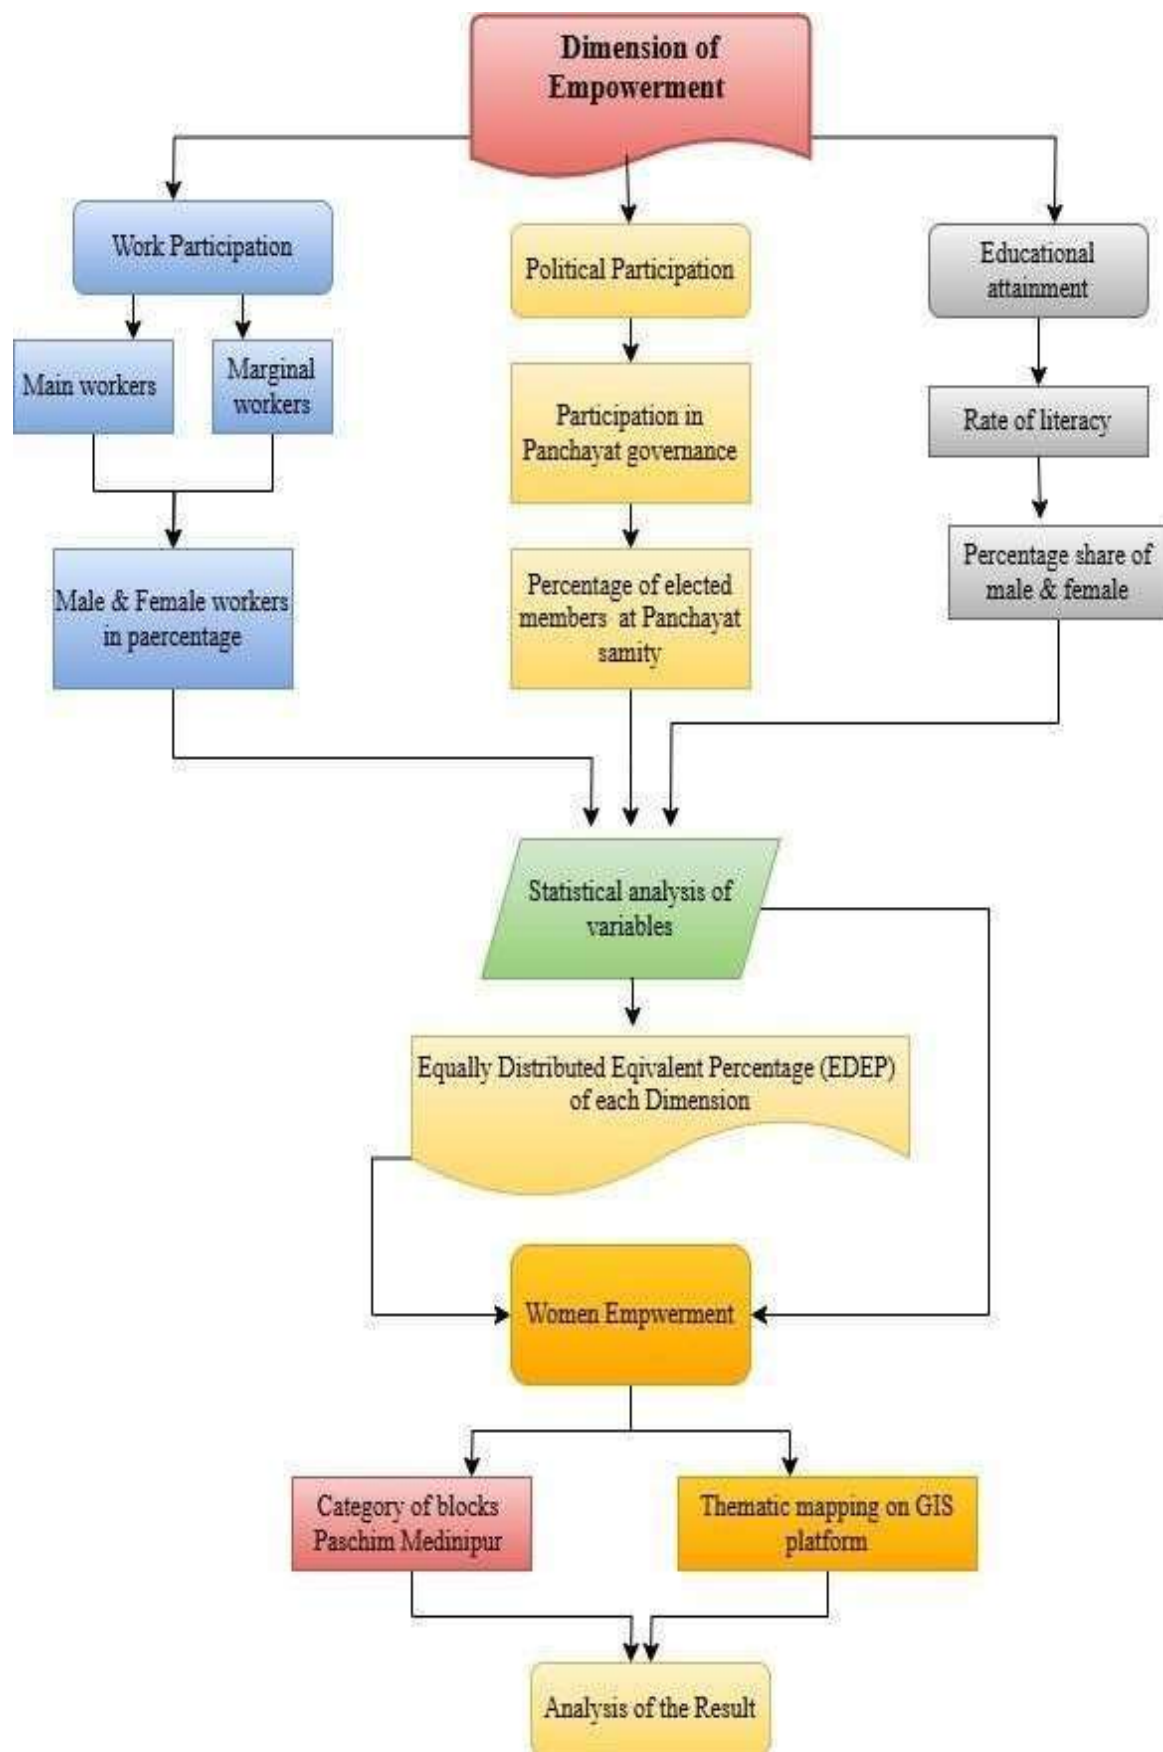 Dimension of
Empowerment
Work Participation
Political Participation
Educational
attainment
Main workers
Marginal
workers
Participation in
Panchayat governance
Rate of literacy
Male & Female workers
in paercentage
Percentage of elected
members at Panchayat
samity
Percentage share of
male & female
Statistical analysis of
variables
Equally Distributed Eqivalent Percentage (EDEP)
of each Dimension
Women Empwerment
Category of blocks
Paschim Medinipur
Thematic mapping on GIS
platform
Analysis of the Result